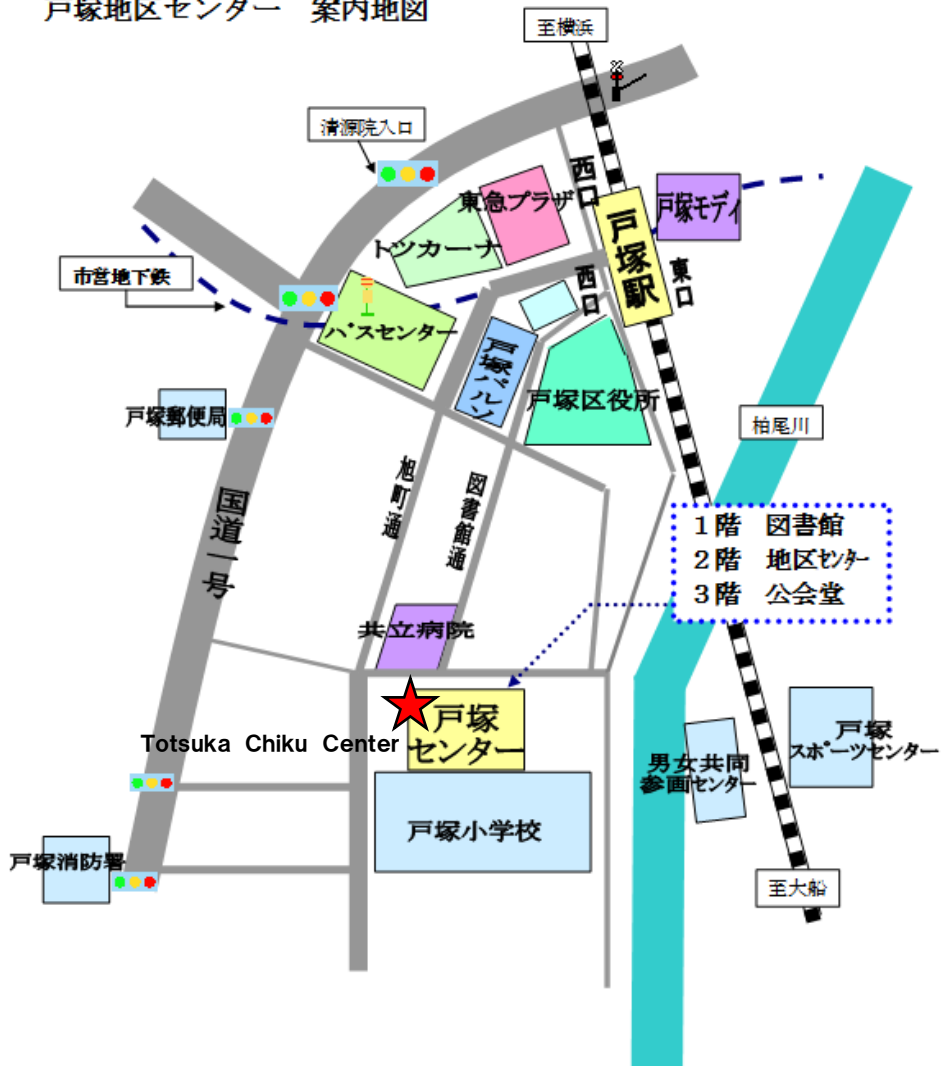 戸塚地区センター　案内地図
至横浜
清源院入口
西口
東急プラザ
戸塚モディ
トツカーナ
戸塚駅
東口
市営地下鉄
西口
バスセンター
戸塚パルソ
戸塚区役所
戸塚郵便局
柏尾川
旭町通
図書館通
国道一号
1階　図書館
2階　地区センター
3階　公会堂
共立病院
戸塚
センター
Totsuka Chiku Center
戸塚
スポーツセンター
男女共同
参画センター
戸塚小学校
戸塚消防署
至大船